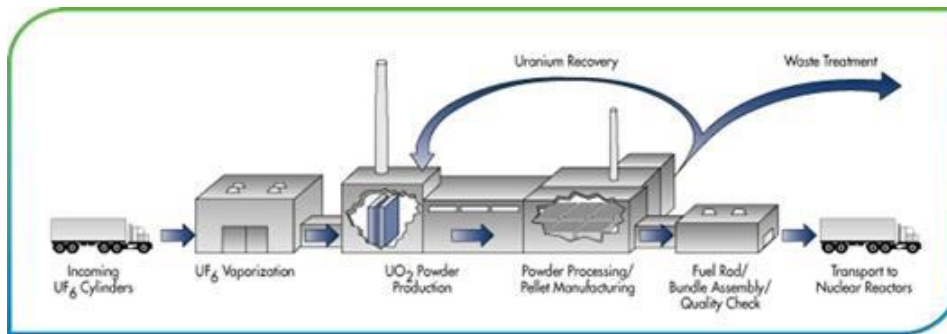 Uranium Recovery
Waste Treatment
Incoming
UF6 Cylinders
UF6 Vaporization
UO2 Powder
Production
Powder Processing/
Pellet Manufacturing
Fuel Rod/
Bundle Assembly/
Quality Check
Transport to
Nuclear Reactors